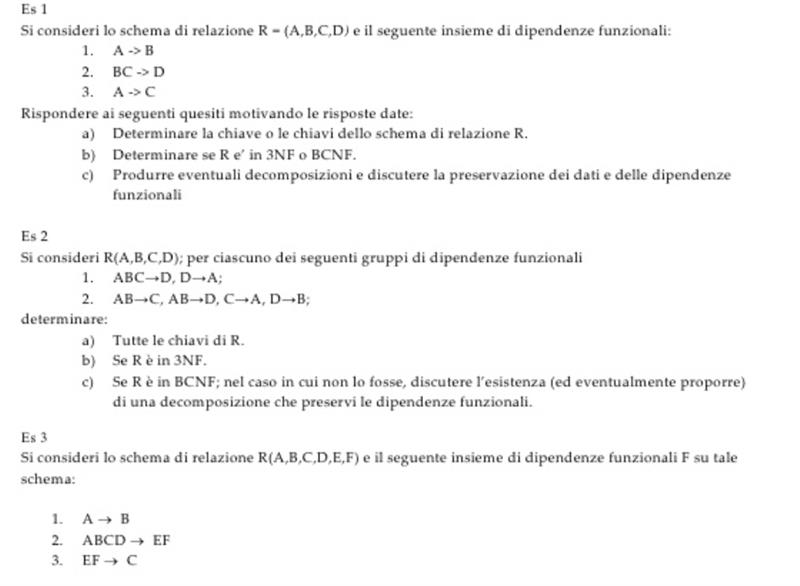 Es 1
Si consideri lo schema di relazione R = (A,B,C,D) e il seguente insieme di dipendenze funzionali:
1. A -> B
2. BC -> D
3. A -> C
Rispondere ai seguenti quesiti motivando le risposte date:
a) Determinare la chiave o le chiavi dello schema di relazione R.
b) Determinare se R e' in 3NF o BCNF.
c) Produrre eventuali decomposizioni e discutere la preservazione dei dati e delle dipendenze
funzionali
Es 2
Si consideri R(A,B,C,D); per ciascuno dei seguenti gruppi di dipendenze funzionali
1. ABC→D, D→A;
2. AB→C, AB→D, C→A, D→B;
determinare:
a) Tutte le chiavi di R.
b) Se R è in 3NF.
c) Se R è in BCNF; nel caso in cui non lo fosse, discutere l'esistenza (ed eventualmente proporre)
di una decomposizione che preservi le dipendenze funzionali.
Es 3
Si consideri lo schema di relazione R(A,B,C,D,E,F) e il seguente insieme di dipendenze funzionali F su tale
schema:
1. A → B
2. ABCD → EF
3. EF → C